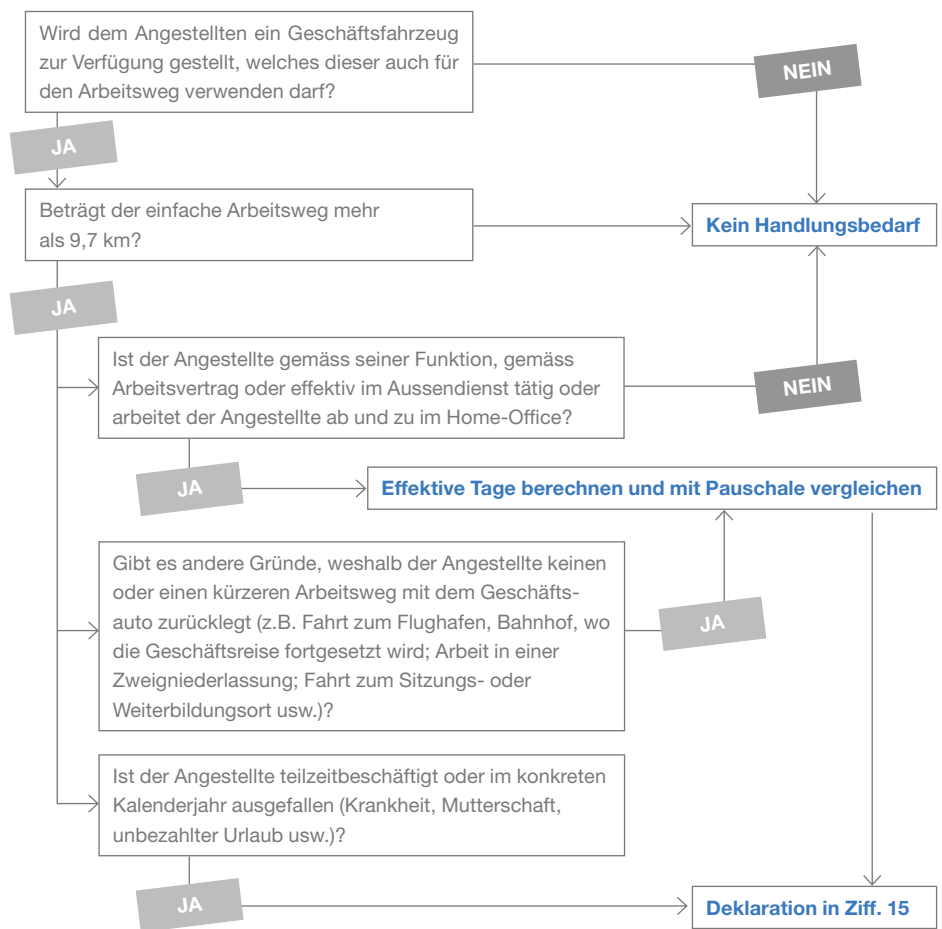 Wird dem Angestellten ein Geschäftsfahrzeug
zur Verfügung gestellt, welches dieser auch für
den Arbeitsweg verwenden darf?
NEIN
JA
Beträgt der einfache Arbeitsweg mehr
als 9,7 km?
Kein Handlungsbedarf
JA
Ist der Angestellte gemäss seiner Funktion, gemäss
Arbeitsvertrag oder effektiv im Aussendienst tätig oder
arbeitet der Angestellte ab und zu im Home-Office?
NEIN
JA
Effektive Tage berechnen und mit Pauschale vergleichen
Gibt es andere Gründe, weshalb der Angestellte keinen
oder einen kürzeren Arbeitsweg mit dem Geschäfts-
auto zurücklegt (z.B. Fahrt zum Flughafen, Bahnhof, wo
die Geschäftsreise fortgesetzt wird; Arbeit in einer
Zweigniederlassung; Fahrt zum Sitzungs- oder
Weiterbildungsort usw.)?
JA
Ist der Angestellte teilzeitbeschäftigt oder im konkreten
Kalenderjahr ausgefallen (Krankheit, Mutterschaft,
unbezahlter Urlaub usw.)?
JA
Deklaration in Ziff. 15